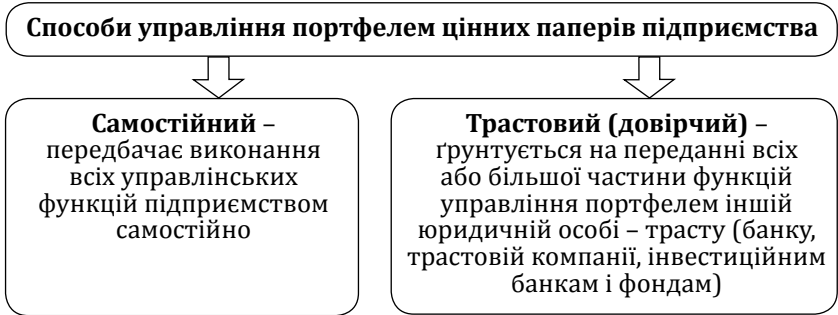 Способи управління портфелем цінних паперів підприємства
Самостійний –
передбачає виконання
всіх управлінських
функцій підприємством
самостійно
Трастовий (довірчий) –
ґрунтується на переданні всіх
або більшої частини функцій
управління портфелем іншій
юридичній особі – трасту (банку,
трастовій компанії, інвестиційним
банкам і фондам)